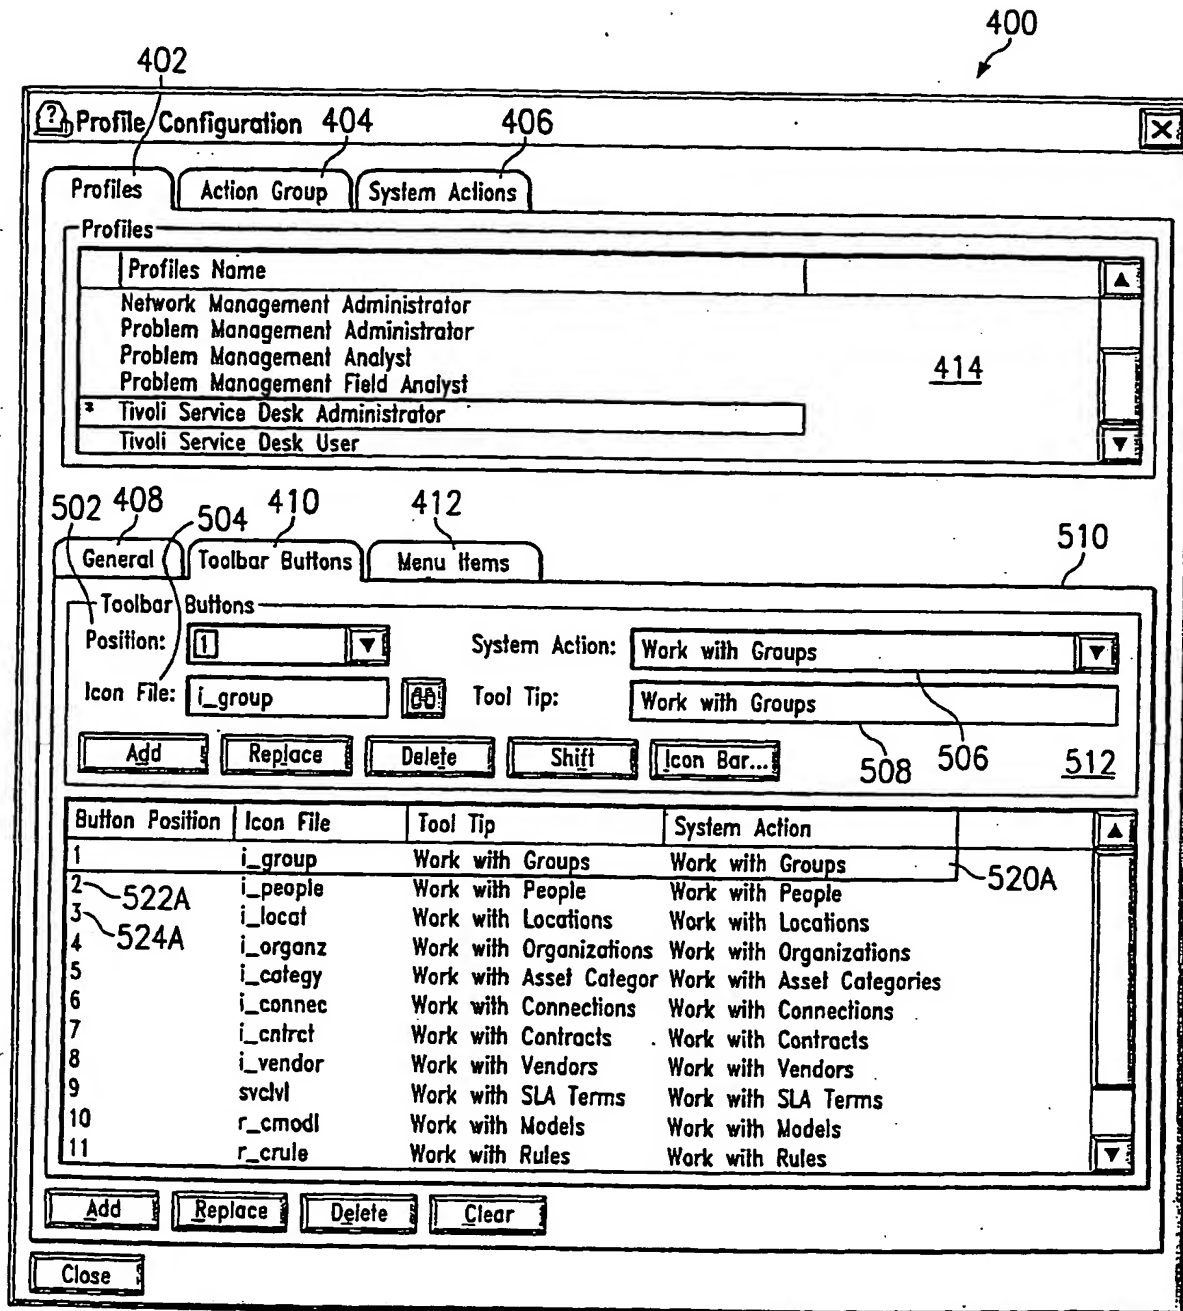 400
402
Profile Configuration 404 406
Profiles Action Group System Actions
Profiles
Profiles Name
Network Management Administrator
Problem Management Administrator
Problem Management Analyst
414
Problem Management Field Analyst
* Tivoli Service Desk Administrator
Tivoli Service Desk User
502 408 504 410 412 510
General Toolbar Buttons Menu Items
Toolbar Buttons
Position: 1 System Action: Work with Groups
Icon File: i_group Tool Tip: Work with Groups
Add Replace Delete Shift Icon Bar... 508 506 512
Button Position Icon File Tool Tip System Action
1 i_group Work with Groups Work with Groups 520A
2 522A i_people Work with People Work with People
3 524A i_locat Work with Locations Work with Locations
4 i_organz Work with Organizations Work with Organizations
5 i_categy Work with Asset Categor Work with Asset Categories
6 i_connec Work with Connections Work with Connections
7 i_cntrct Work with Contracts Work with Contracts
8 i_vendor Work with Vendors Work with Vendors
9 svclvl Work with SLA Terms Work with SLA Terms
10 r_cmodl Work with Models Work with Models
11 r_crule Work with Rules Work with Rules
Add Replace Delete Clear
Close